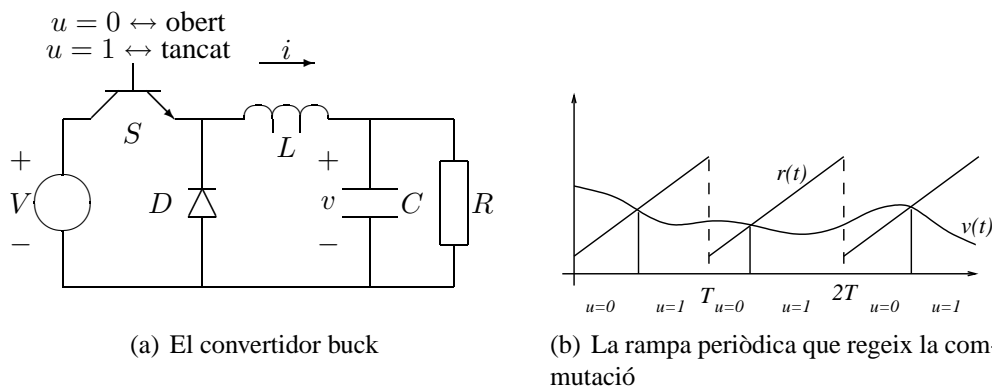 u = 0 ↔ obert
u = 1 ↔ tancat
i
S
L
+
+
V
D
v
C
R
−
−
r(t)
v(t)
T
2T
u=0
u=1
u=0
u=1
u=0
u=1
(a) El convertidor buck
(b) La rampa periòdica que regeix la com-
mutació